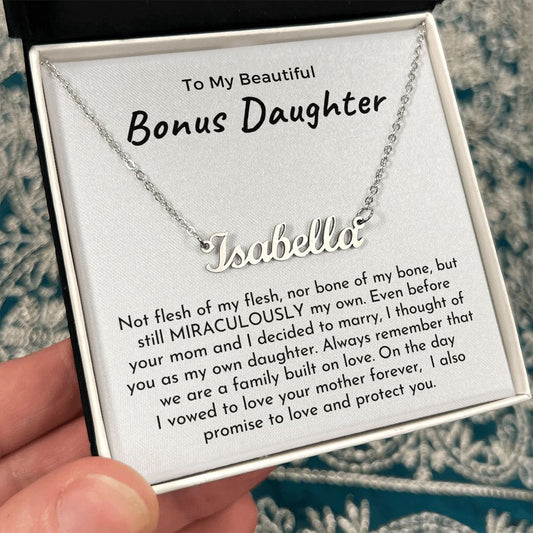 To My Beautiful
Bonus Daughter
Isabella
Not flesh of my flesh, nor bone of my bone, but
still MIRACULOUSLY my own. Even before
your mom and I decided to marry, I thought of
you as my own daughter. Always remember that
we are a family built on love. On the day
I vowed to love your mother forever, I also
promise to love and protect you.